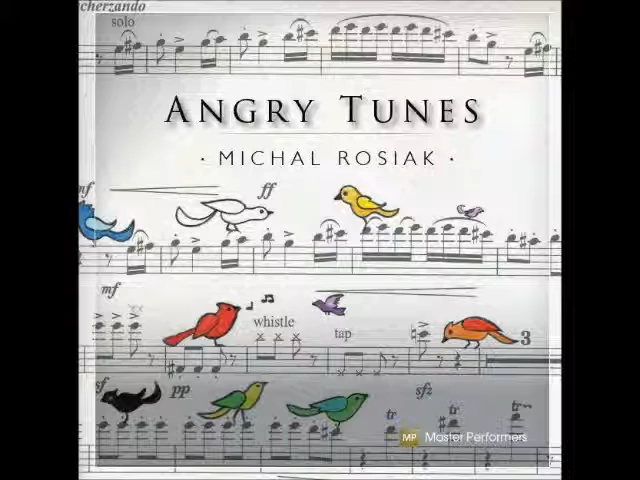 scherzando
solo
ANGRY TUNES
· MICHAL ROSIAK ·
mf
ff
mf
whistle
tap
3
sf
pp
sfz
tr
tr
tr
MP Master Performers